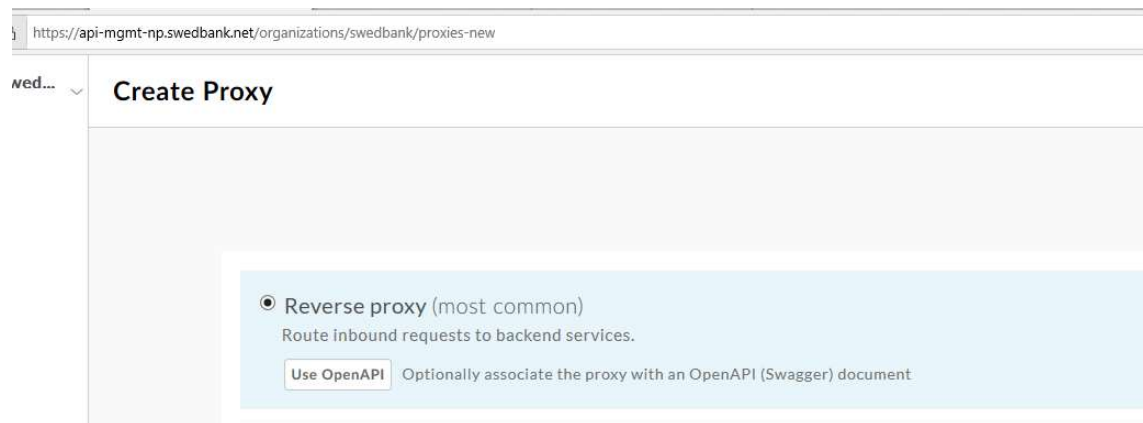 https://api-mgmt-np.swedbank.net/organizations/swedbank/proxies-new
wed...
Create Proxy
Reverse proxy (most common)
Route inbound requests to backend services.
Use OpenAPI Optionally associate the proxy with an OpenAPI (Swagger) document